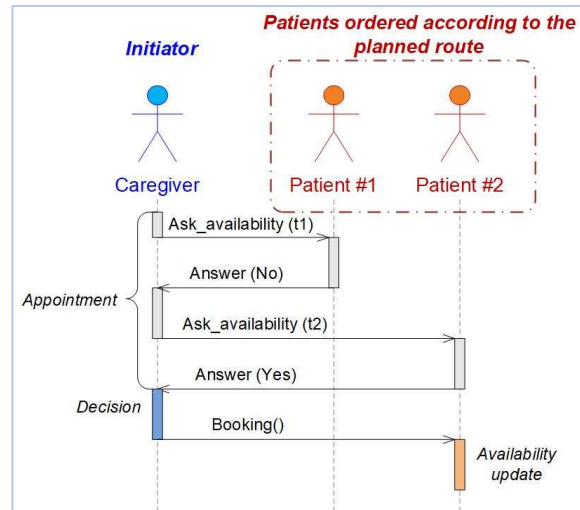 Initiator
Patients ordered according to the
planned route
Caregiver
Patient #1
Patient #2
Ask_availability (t1)
Answer (No)
Appointment
Ask_availability (t2)
Answer (Yes)
Decision
Booking()
Availability
update